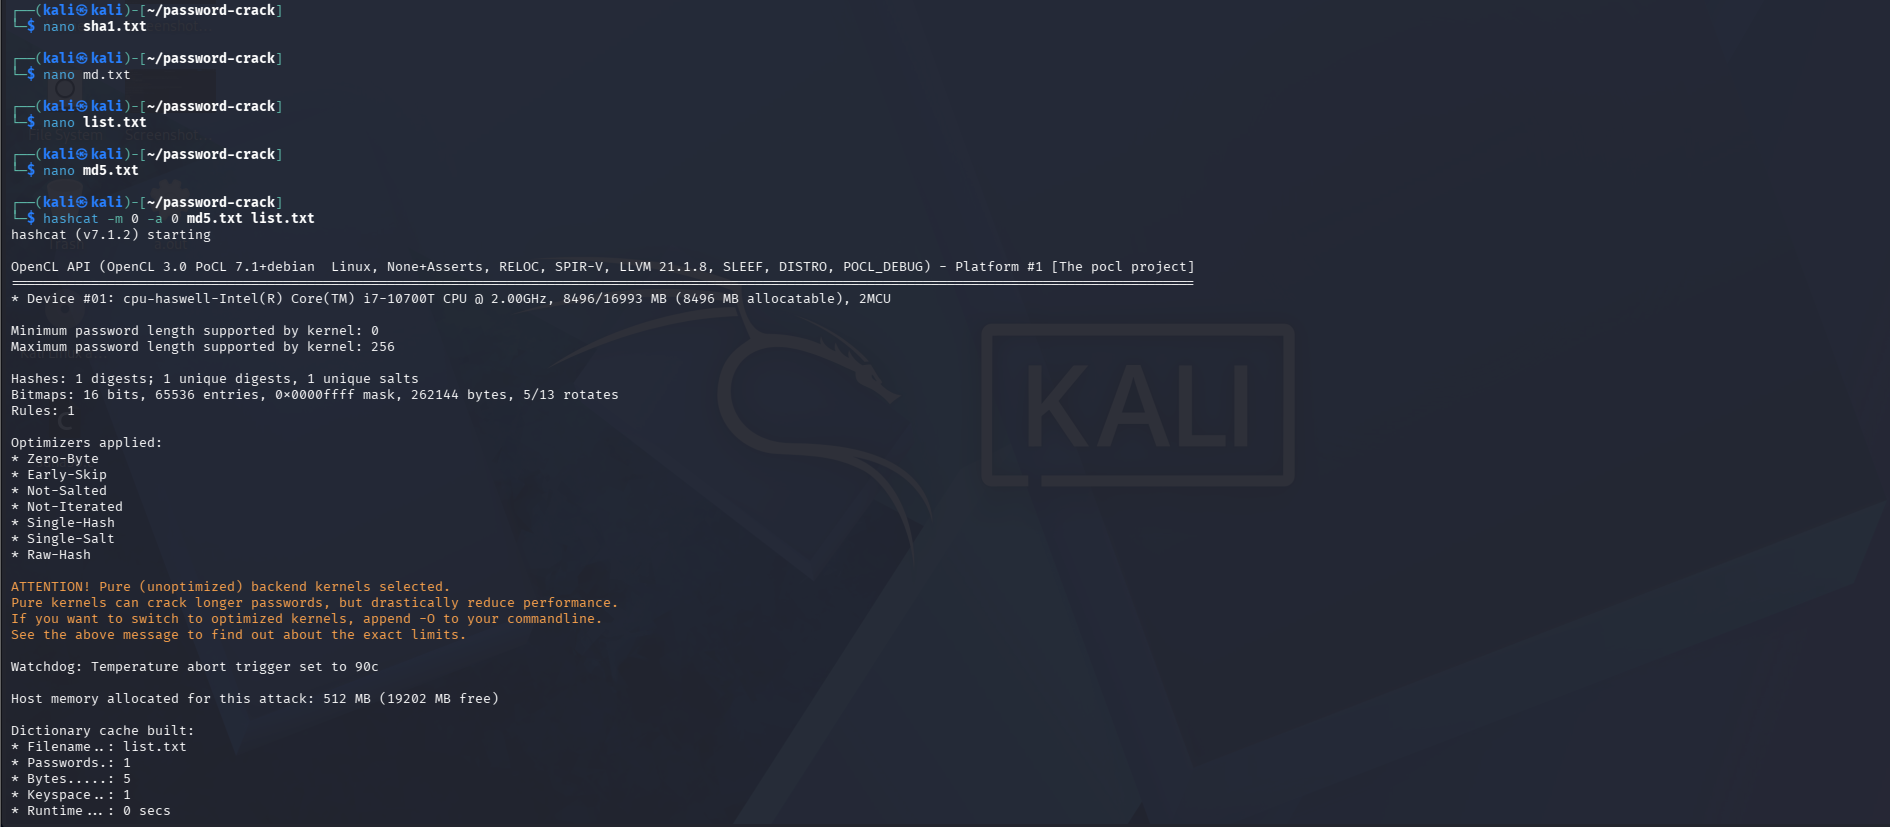 ┌──(kali㉿kali)-[~/password-crack]
└─$ nano sha1.txt
┌──(kali㉿kali)-[~/password-crack]
└─$ nano md.txt
┌──(kali㉿kali)-[~/password-crack]
└─$ nano list.txt
┌──(kali㉿kali)-[~/password-crack]
└─$ nano md5.txt
┌──(kali㉿kali)-[~/password-crack]
└─$ hashcat -m 0 -a 0 md5.txt list.txt
hashcat (v7.1.2) starting
OpenCL API (OpenCL 3.0 PoCL 7.1+debian  Linux, None+Asserts, RELOC, SPIR-V, LLVM 21.1.8, SLEEF, DISTRO, POCL_DEBUG) - Platform #1 [The pocl project]
* Device #01: cpu-haswell-Intel(R) Core(TM) i7-10700T CPU @ 2.00GHz, 8496/16993 MB (8496 MB allocatable), 2MCU
Minimum password length supported by kernel: 0
Maximum password length supported by kernel: 256
Hashes: 1 digests; 1 unique digests, 1 unique salts
Bitmaps: 16 bits, 65536 entries, 0x0000ffff mask, 262144 bytes, 5/13 rotates
Rules: 1
Optimizers applied:
* Zero-Byte
* Early-Skip
* Not-Salted
* Not-Iterated
* Single-Hash
* Single-Salt
* Raw-Hash
ATTENTION! Pure (unoptimized) backend kernels selected.
Pure kernels can crack longer passwords, but drastically reduce performance.
If you want to switch to optimized kernels, append -O to your commandline.
See the above message to find out about the exact limits.
Watchdog: Temperature abort trigger set to 90c
Host memory allocated for this attack: 512 MB (19202 MB free)
Dictionary cache built:
* Filename..: list.txt
* Passwords.: 1
* Bytes.....: 5
* Keyspace..: 1
* Runtime...: 0 secs
KALI